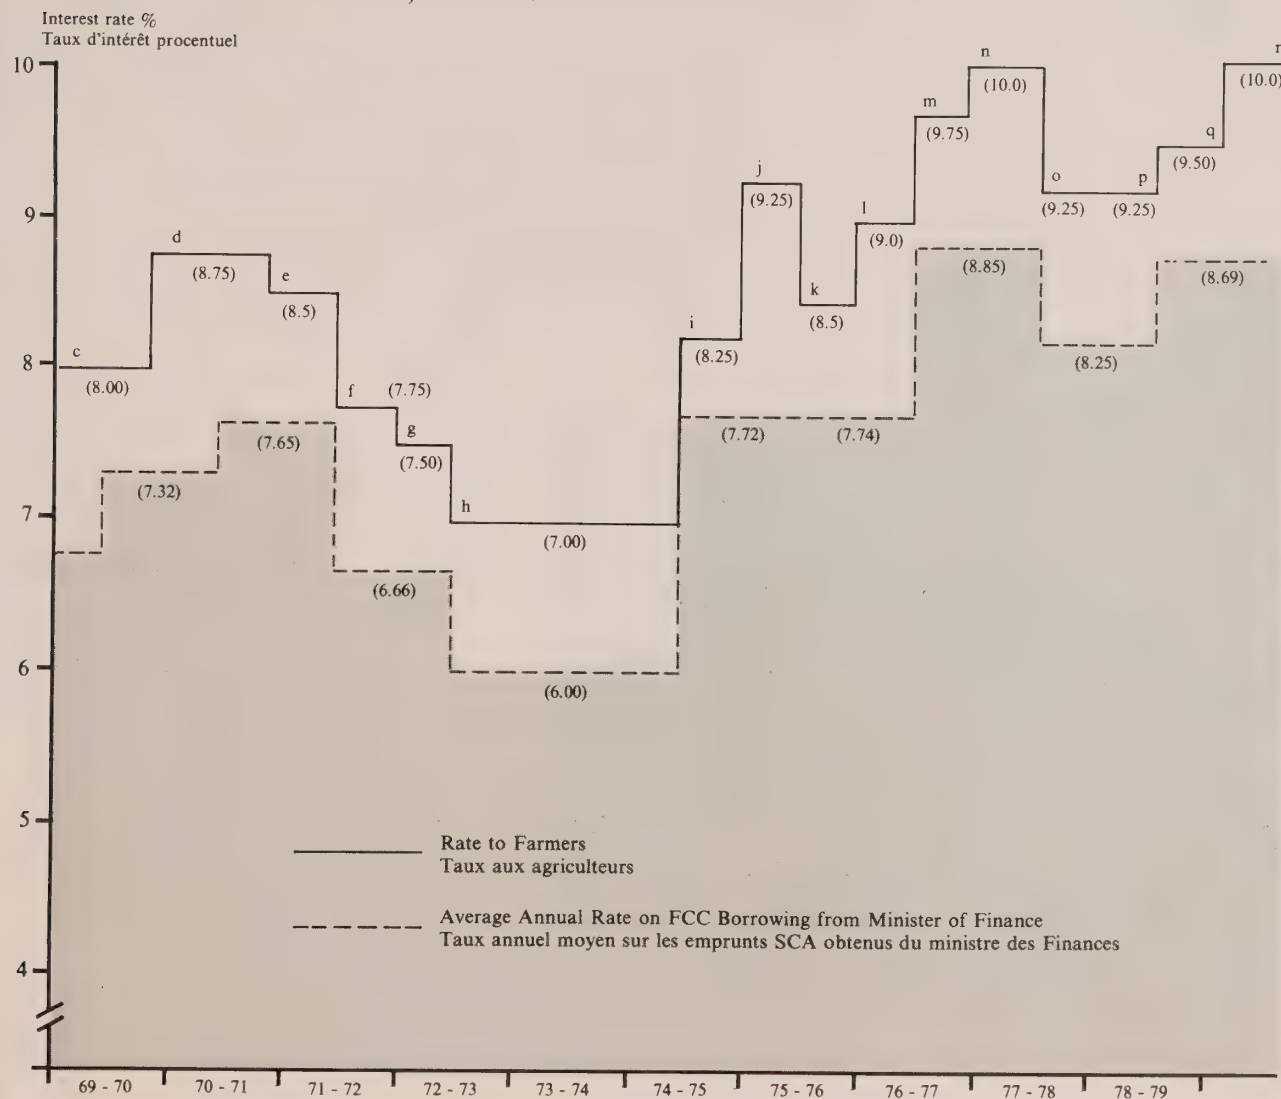 Interest rate %
Taux d'intérêt procentuel
10
9
8
7
6
5
4
c
(8.00)
d
(8.75)
e
(8.5)
f
(7.75)
g
(7.50)
h
(7.00)
i
(8.25)
j
(9.25)
k
(8.5)
l
(9.0)
m
(9.75)
n
(10.0)
o
(9.25)
p
(9.25)
q
(9.50)
r
(10.0)
(7.32)
(7.65)
(6.66)
(6.00)
(7.72)
(7.74)
(8.85)
(8.25)
(8.69)
Rate to Farmers
Taux aux agriculteurs
Average Annual Rate on FCC Borrowing from Minister of Finance
Taux annuel moyen sur les emprunts SCA obtenus du ministre des Finances
69 - 70
70 - 71
71 - 72
72 - 73
73 - 74
74 - 75
75 - 76
76 - 77
77 - 78
78 - 79